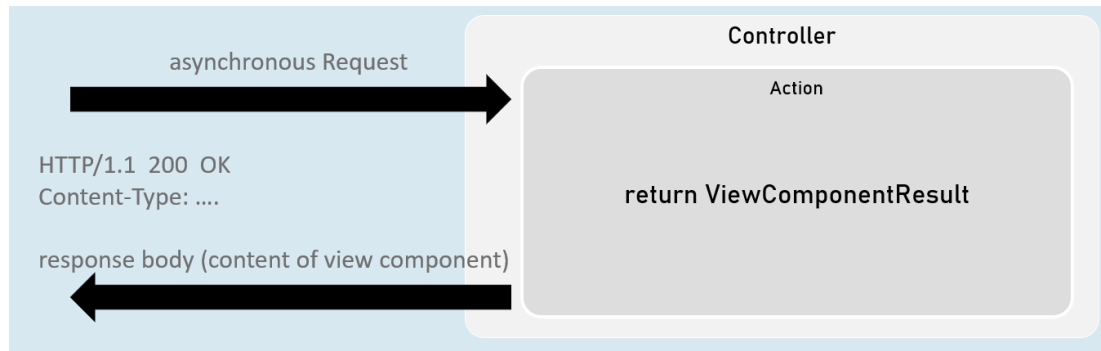 Controller
asynchronous Request
Action
HTTP/1.1  200  OK
Content-Type: ....
return ViewComponentResult
response body (content of view component)